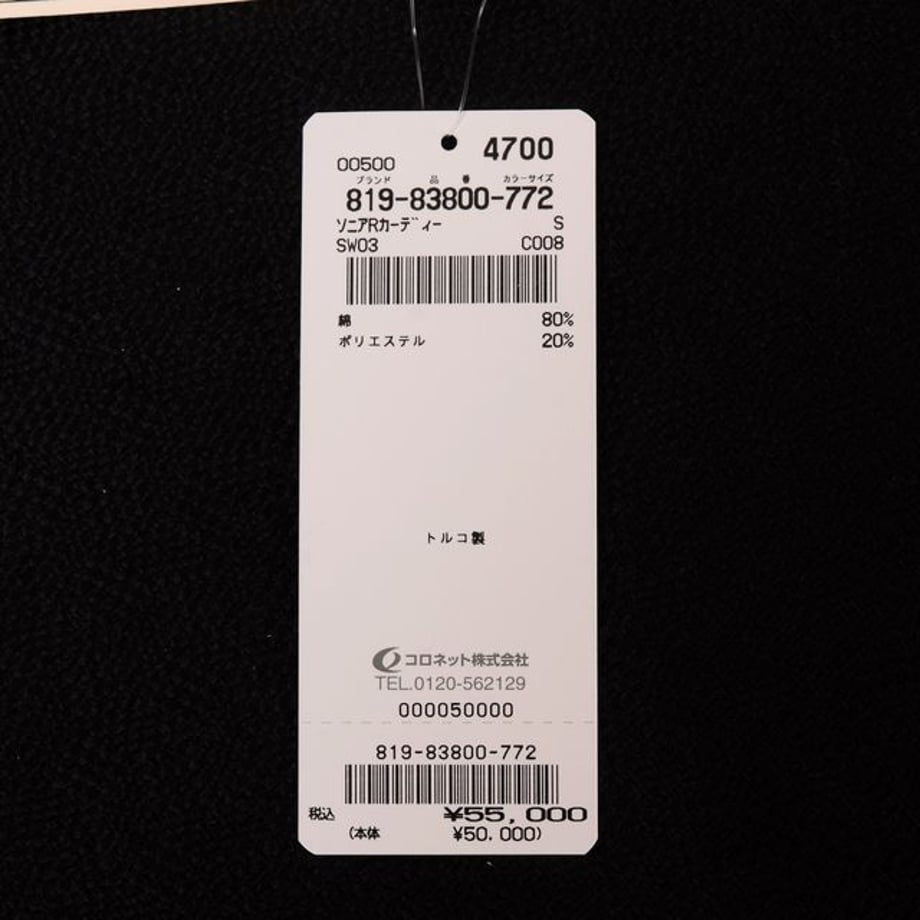 4700
00500
ブランド 品番 カラーサイズ
819-83800-772
ソニアRカーディー S
SW03 C008
綿 80%
ポリエステル 20%
トルコ製
コロネット株式会社
TEL.0120-562129
000050000
819-83800-772
税込 ¥55,000
(本体 ¥50.000)